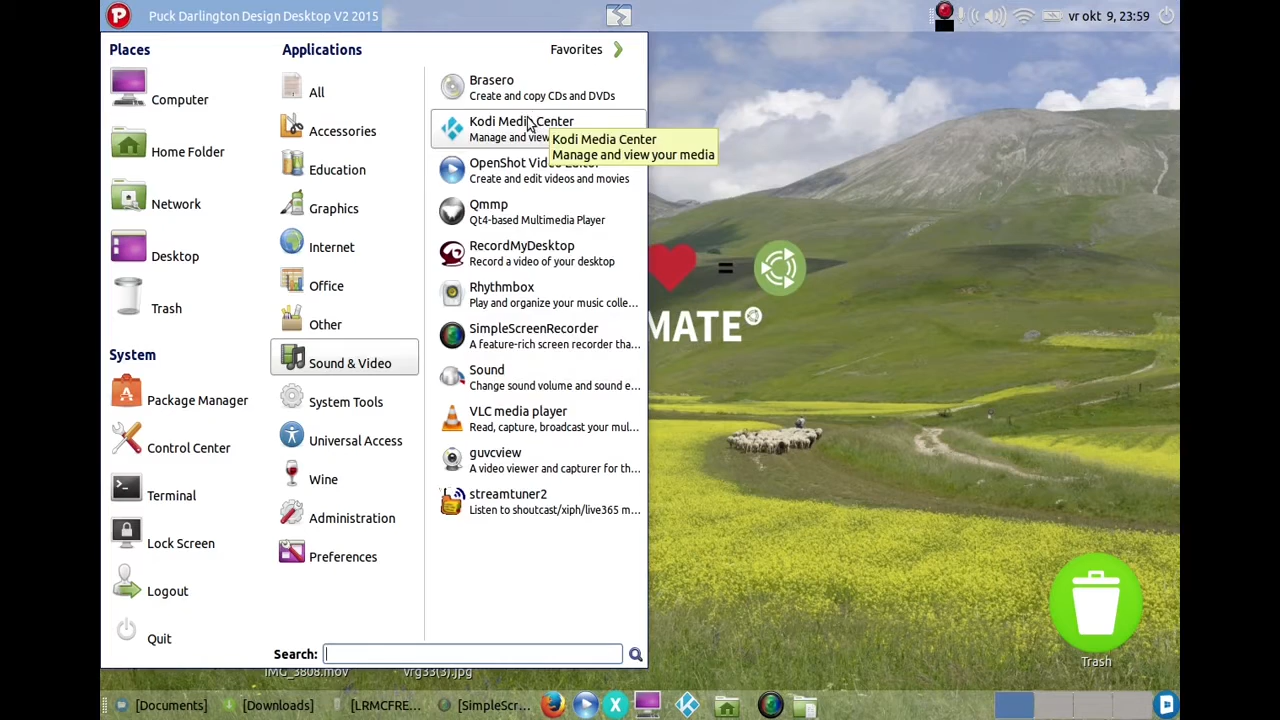 Puck Darlington Design Desktop V2 2015
vr okt 9, 23:59
Places
Computer
Home Folder
Network
Desktop
Trash
System
Package Manager
Control Center
Terminal
Lock Screen
Logout
Quit
Applications
All
Accessories
Education
Graphics
Internet
Office
Other
Sound & Video
System Tools
Universal Access
Wine
Administration
Preferences
Favorites
Brasero
Create and copy CDs and DVDs
Kodi Media Center
Manage and view
Kodi Media Center
Manage and view your media
OpenShot Video Editor
Create and edit videos and movies
Qmmp
Qt4-based Multimedia Player
RecordMyDesktop
Record a video of your desktop
Rhythmbox
Play and organize your music colle...
SimpleScreenRecorder
A feature-rich screen recorder tha...
Sound
Change sound volume and sound e...
VLC media player
Read, capture, broadcast your mul...
guvcview
A video viewer and capturer for th...
streamtuner2
Listen to shoutcast/xiph/live365 m...
Search:
=
MATE
Trash
IMG_3808.mov
vrg33(3).jpg
[Documents]
[Downloads]
[LRMCFRE...
[SimpleScr...